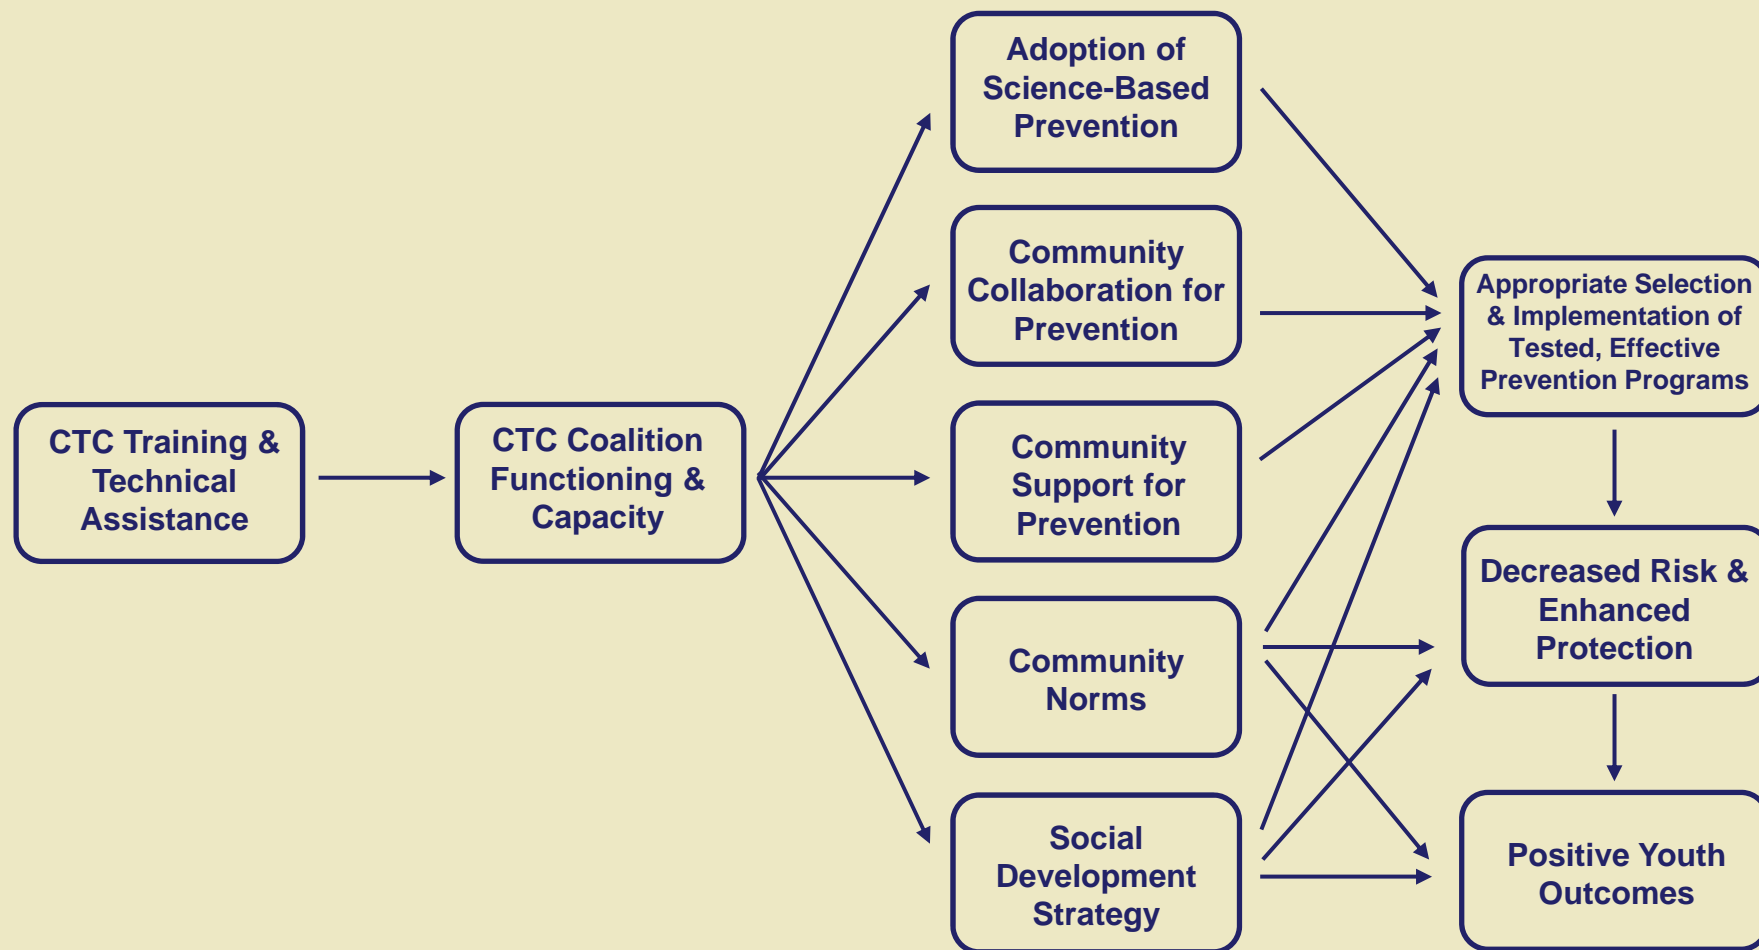 CTC Training &
Technical
Assistance
CTC Coalition
Functioning &
Capacity
Adoption of
Science-Based
Prevention
Community
Collaboration for
Prevention
Community
Support for
Prevention
Community
Norms
Social
Development
Strategy
Appropriate Selection
& Implementation of
Tested, Effective
Prevention Programs
Decreased Risk &
Enhanced
Protection
Positive Youth
Outcomes